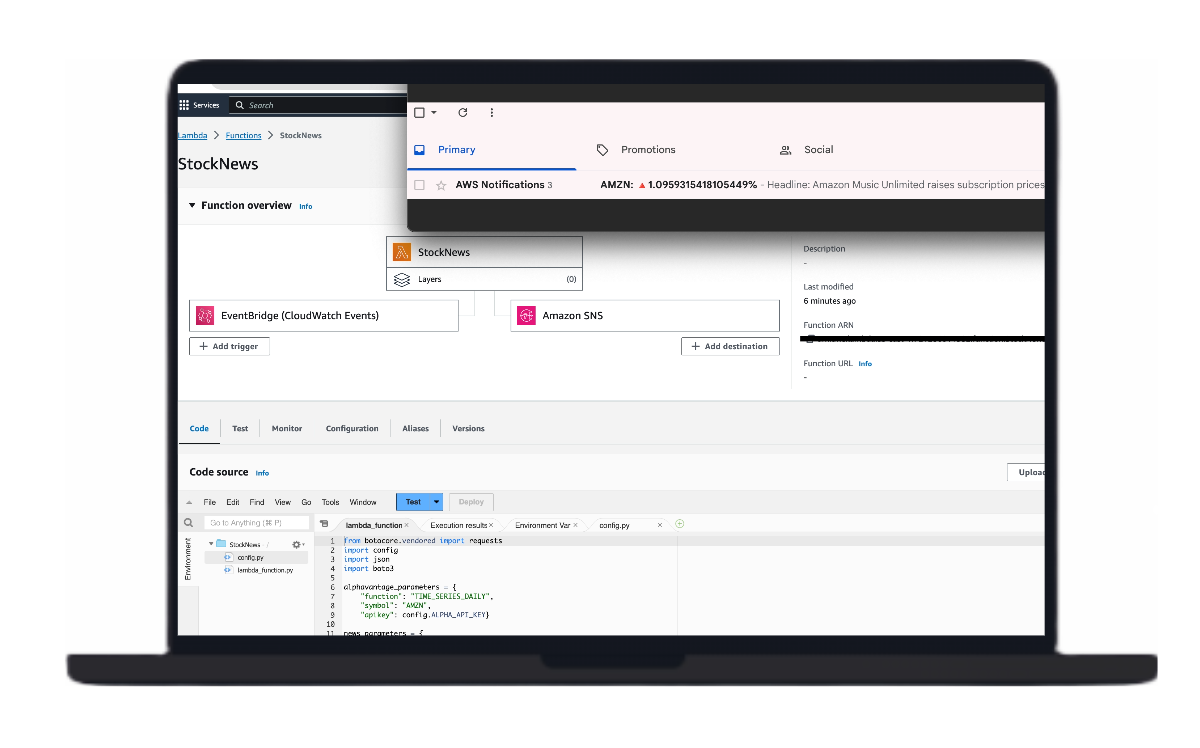 Services
Search
Lambda > Functions > StockNews
StockNews
Function overview Info
Primary
Promotions
Social
AWS Notifications 3
AMZN: ▲ 1.0959315418105449% - Headline: Amazon Music Unlimited raises subscription prices
StockNews
Layers (0)
EventBridge (CloudWatch Events)
Amazon SNS
+ Add trigger
+ Add destination
Description
-
Last modified
6 minutes ago
Function ARN
Function URL Info
-
Code Test Monitor Configuration Aliases Versions
Code source Info
File Edit Find View Go Tools Window Test Deploy
Go to Anything (⌘ P)
lambda_function × Execution results × Environment Var × config.py ×
Environment
StockNews /
config.py
lambda_function.py
1 from botocore.vendored import requests
2 import config
3 import json
4 import boto3
5
6 alphavantage_parameters = {
7 "function": "TIME_SERIES_DAILY",
8 "symbol": "AMZN",
9 "apikey": config.ALPHA_API_KEY}
10
11 news_parameters = {